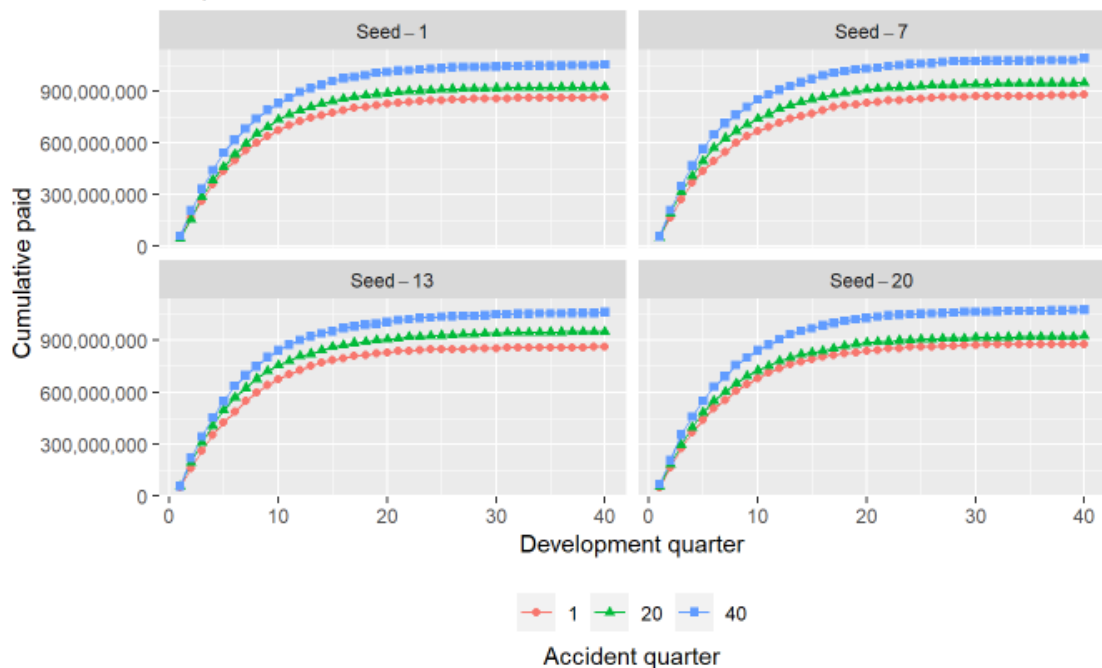 Seed – 1
Seed – 7
900,000,000
600,000,000
300,000,000
0
Seed – 13
Seed – 20
900,000,000
600,000,000
300,000,000
0
0 10 20 30 40
0 10 20 30 40
Cumulative paid
Development quarter
1 20 40
Accident quarter